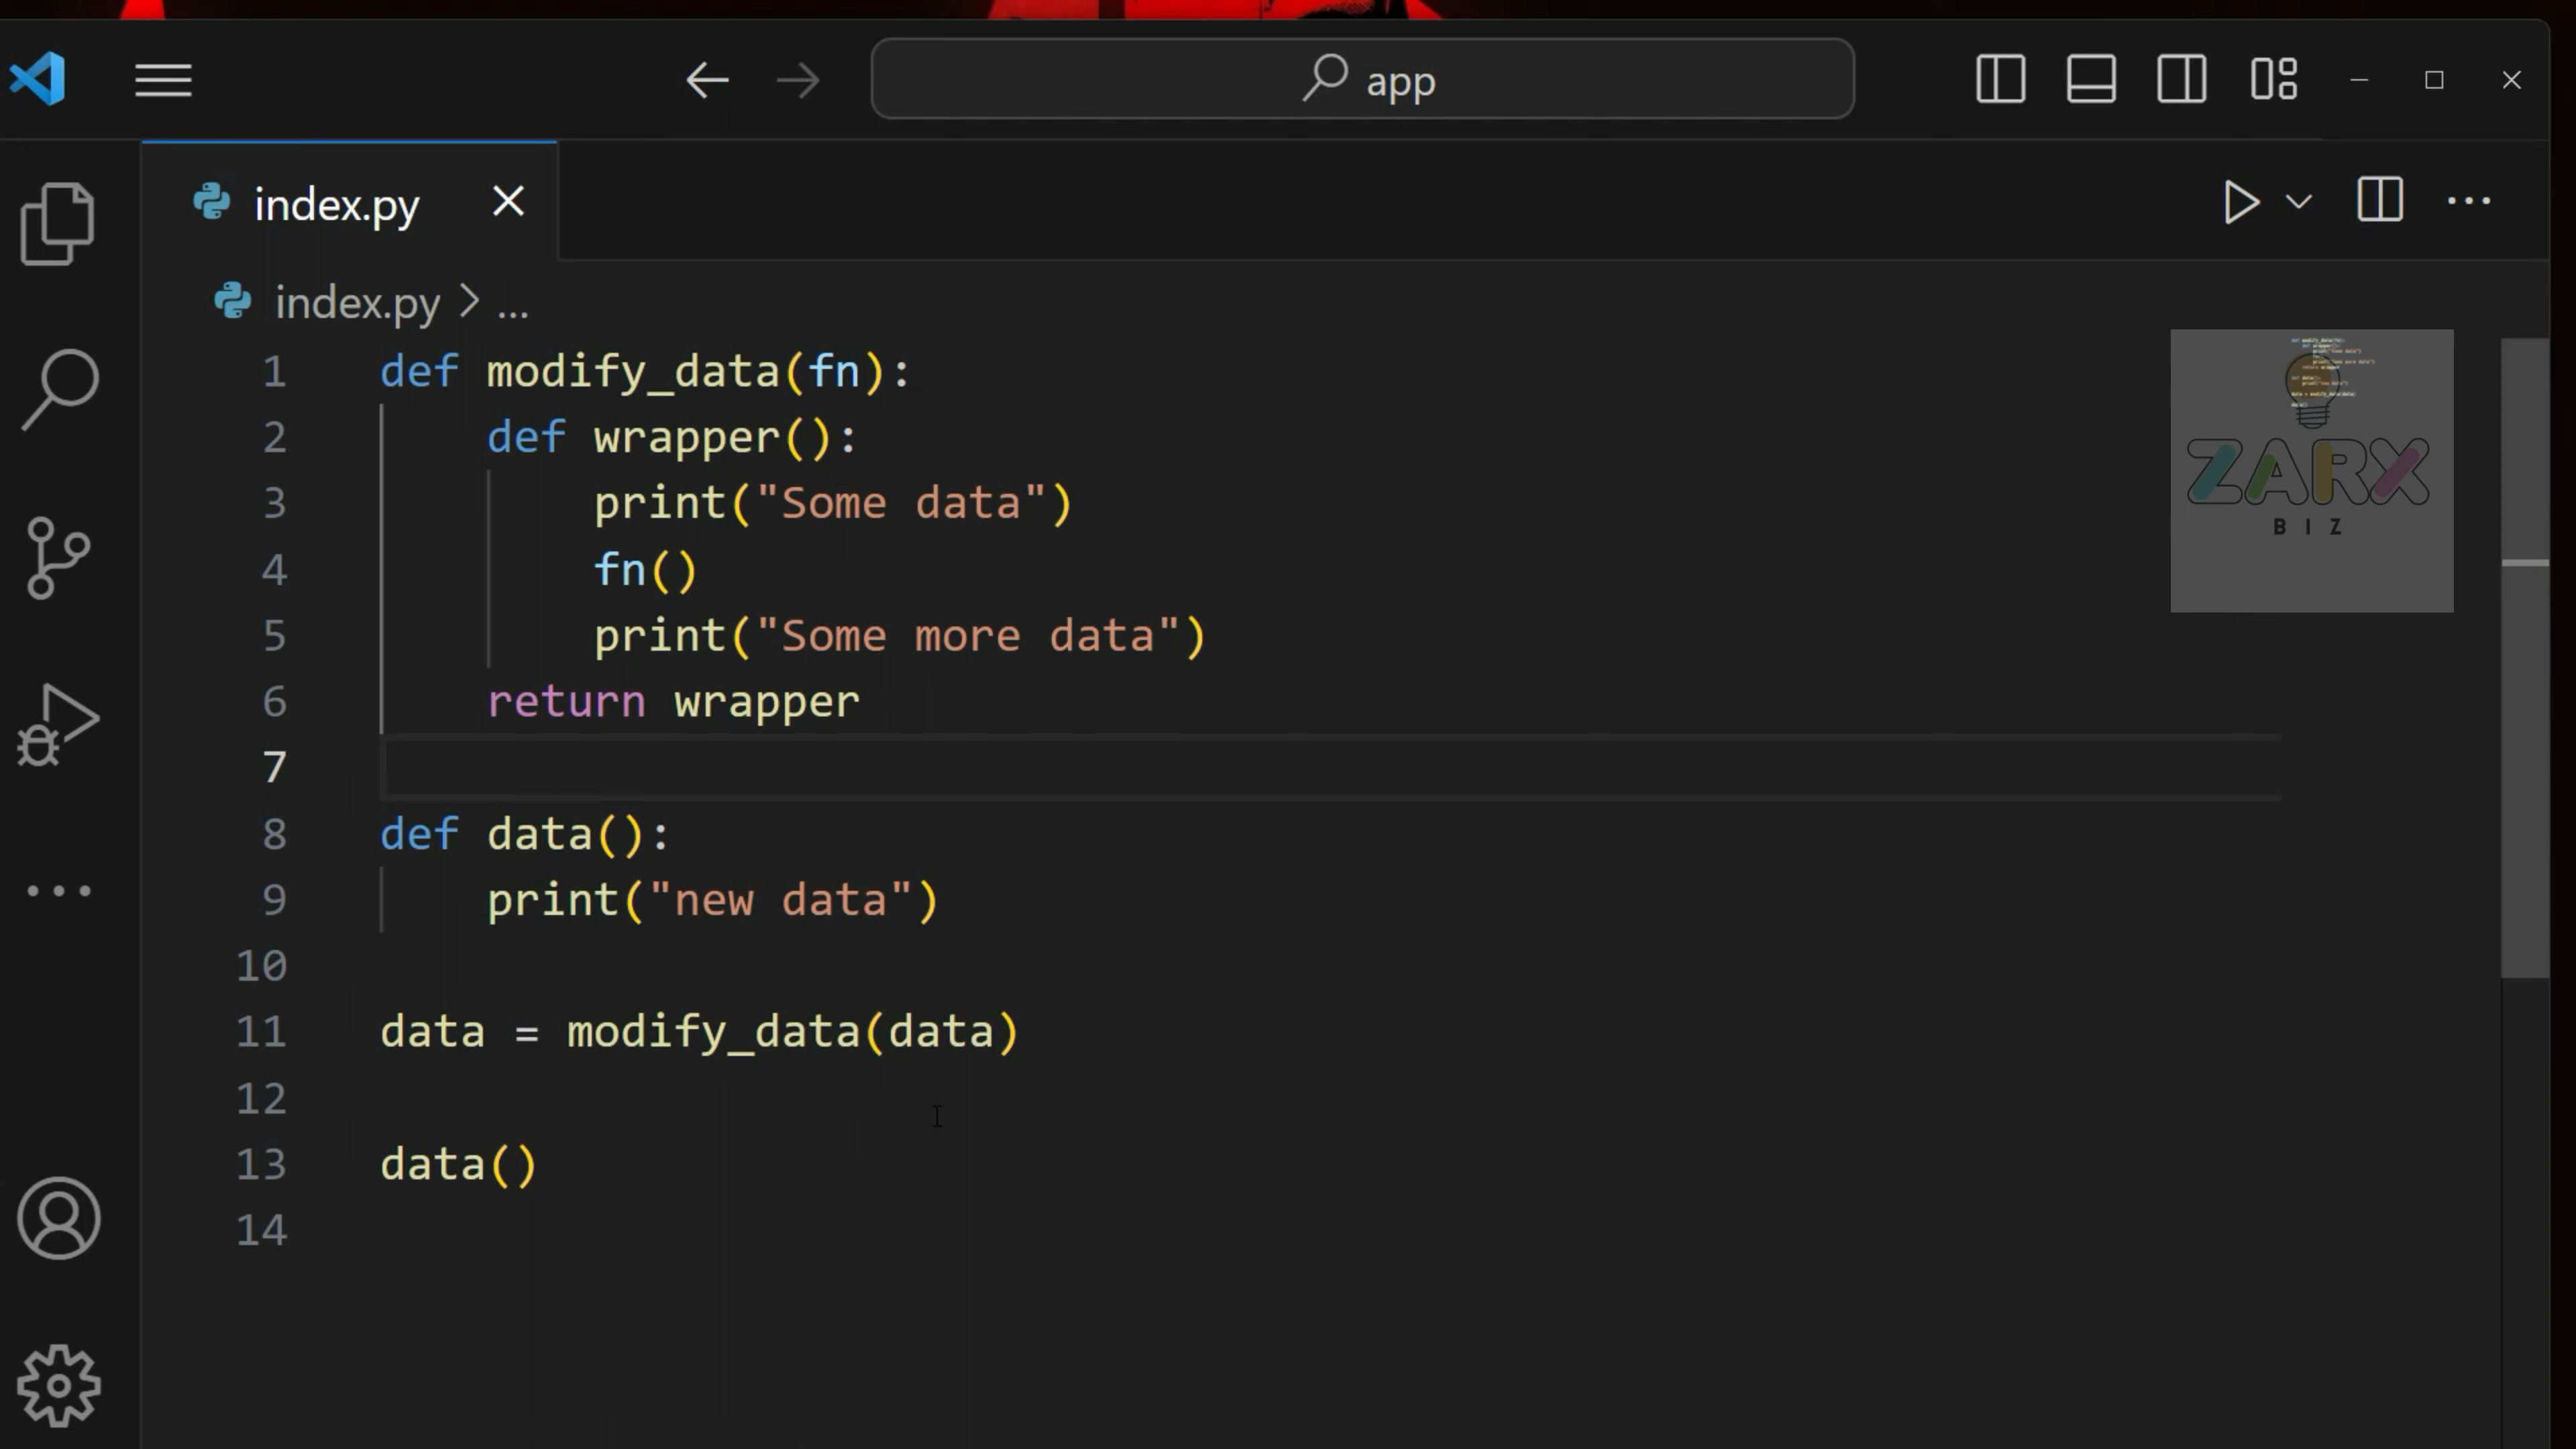 app
index.py
index.py > ...
1 def modify_data(fn):
2 def wrapper():
3 print("Some data")
4 fn()
5 print("Some more data")
6 return wrapper
7
8 def data():
9 print("new data")
10
11 data = modify_data(data)
12
13 data()
14
ZARX
BIZ